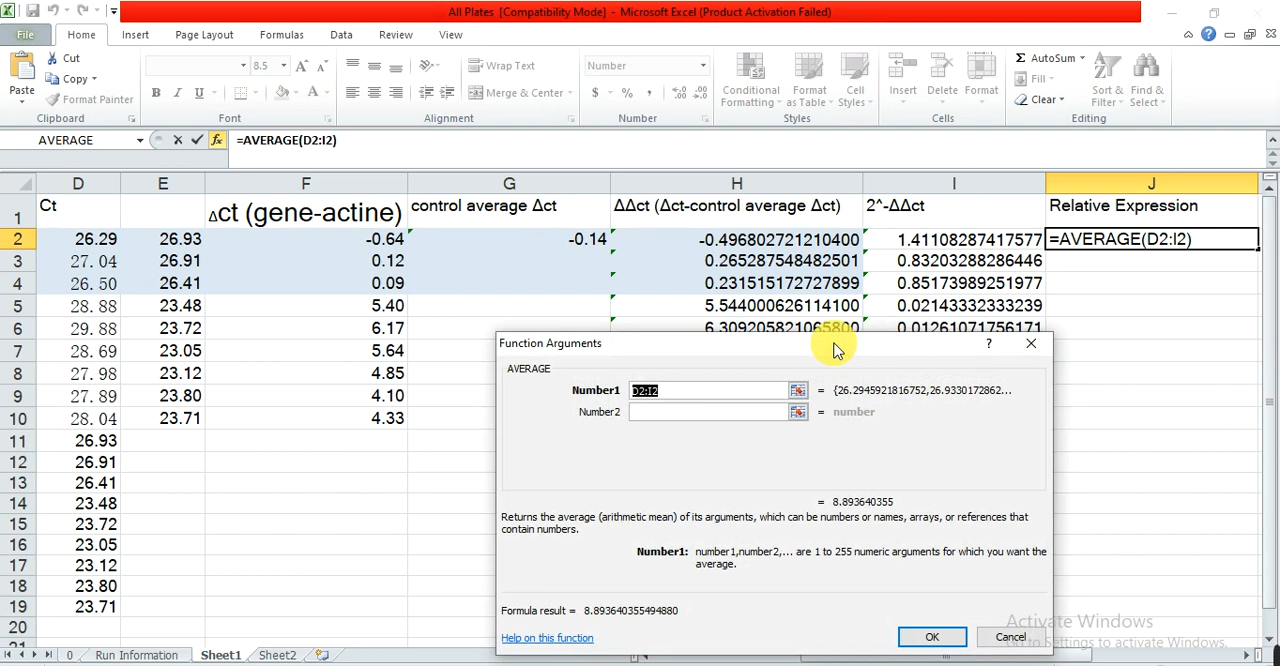 All Plates [Compatibility Mode] - Microsoft Excel (Product Activation Failed)
File Home Insert Page Layout Formulas Data Review View
Paste Cut Copy Format Painter Clipboard
8.5 A A B I U A Font
Wrap Text Merge & Center Alignment
Number $ % , .00 Number
Conditional Formatting Format as Table Cell Styles Styles
Insert Delete Format Cells
Σ AutoSum Fill Clear Sort & Filter Find & Select Editing
AVERAGE fx =AVERAGE(D2:I2)
D E F G H I J
1 Ct Δct (gene-actine) control average Δct ΔΔct (Δct-control average Δct) 2^-ΔΔct Relative Expression
2 26.29 26.93 -0.64 -0.14 -0.496802721210400 1.41108287417577 =AVERAGE(D2:I2)
3 27.04 26.91 0.12 0.265287548482501 0.83203288286446
4 26.50 26.41 0.09 0.231515172727899 0.85173989251977
5 28.88 23.48 5.40 5.544000626114100 0.02143332333239
6 29.88 23.72 6.17 6.309205821065800 0.01261071756171
7 28.69 23.05 5.64
8 27.98 23.12 4.85
9 27.89 23.80 4.10
10 28.04 23.71 4.33
11 26.93
12 26.91
13 26.41
14 23.48
15 23.72
16 23.05
17 23.12
18 23.80
19 23.71
20
Function Arguments ?
AVERAGE
Number1 D2:I2 = {26.2945921816752,26.9330172862...
Number2 = number
= 8.893640355
Returns the average (arithmetic mean) of its arguments, which can be numbers or names, arrays, or references that
contain numbers.
Number1: number1,number2,... are 1 to 255 numeric arguments for which you want the
average.
Formula result = 8.893640355494880
Help on this function OK Cancel
Activate Windows
Go to Settings to activate Windows.
0 Run Information Sheet1 Sheet2